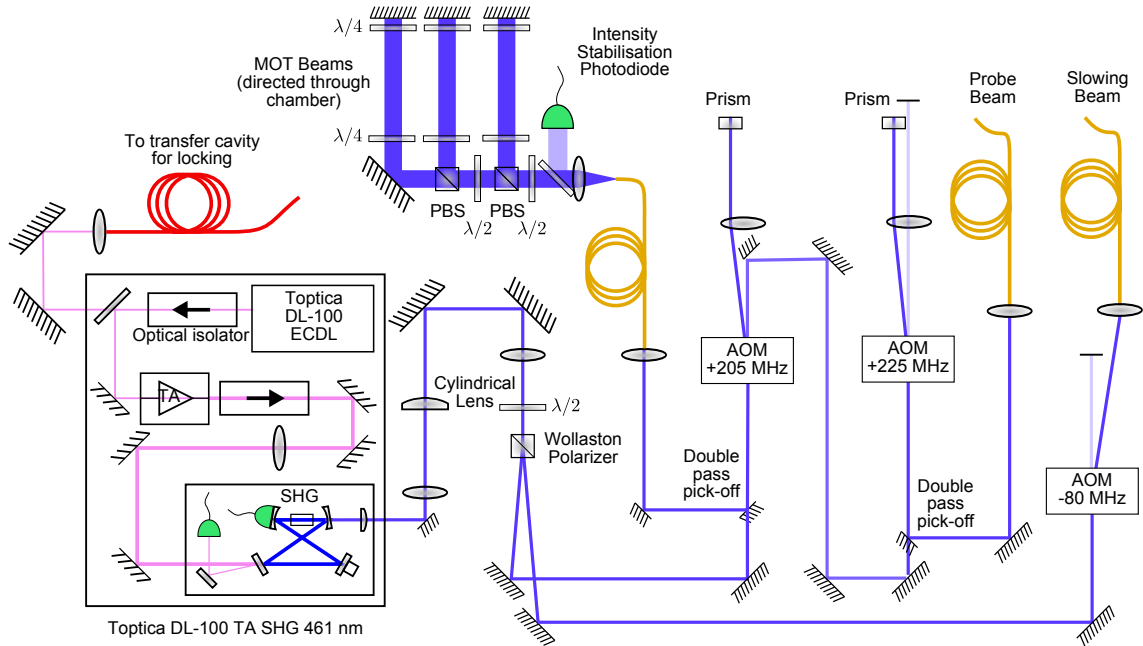 λ/4
MOT Beams
(directed through
chamber)
λ/4
Intensity
Stabilisation
Photodiode
To transfer cavity
for locking
PBS
λ/2
PBS
λ/2
Prism
Prism
Probe
Beam
Slowing
Beam
Toptica
DL-100
ECDL
Optical isolator
TA
Cylindrical
Lens
λ/2
Wollaston
Polarizer
AOM
+205 MHz
AOM
+225 MHz
Double
pass
pick-off
Double
pass
pick-off
AOM
-80 MHz
SHG
Toptica DL-100 TA SHG 461 nm